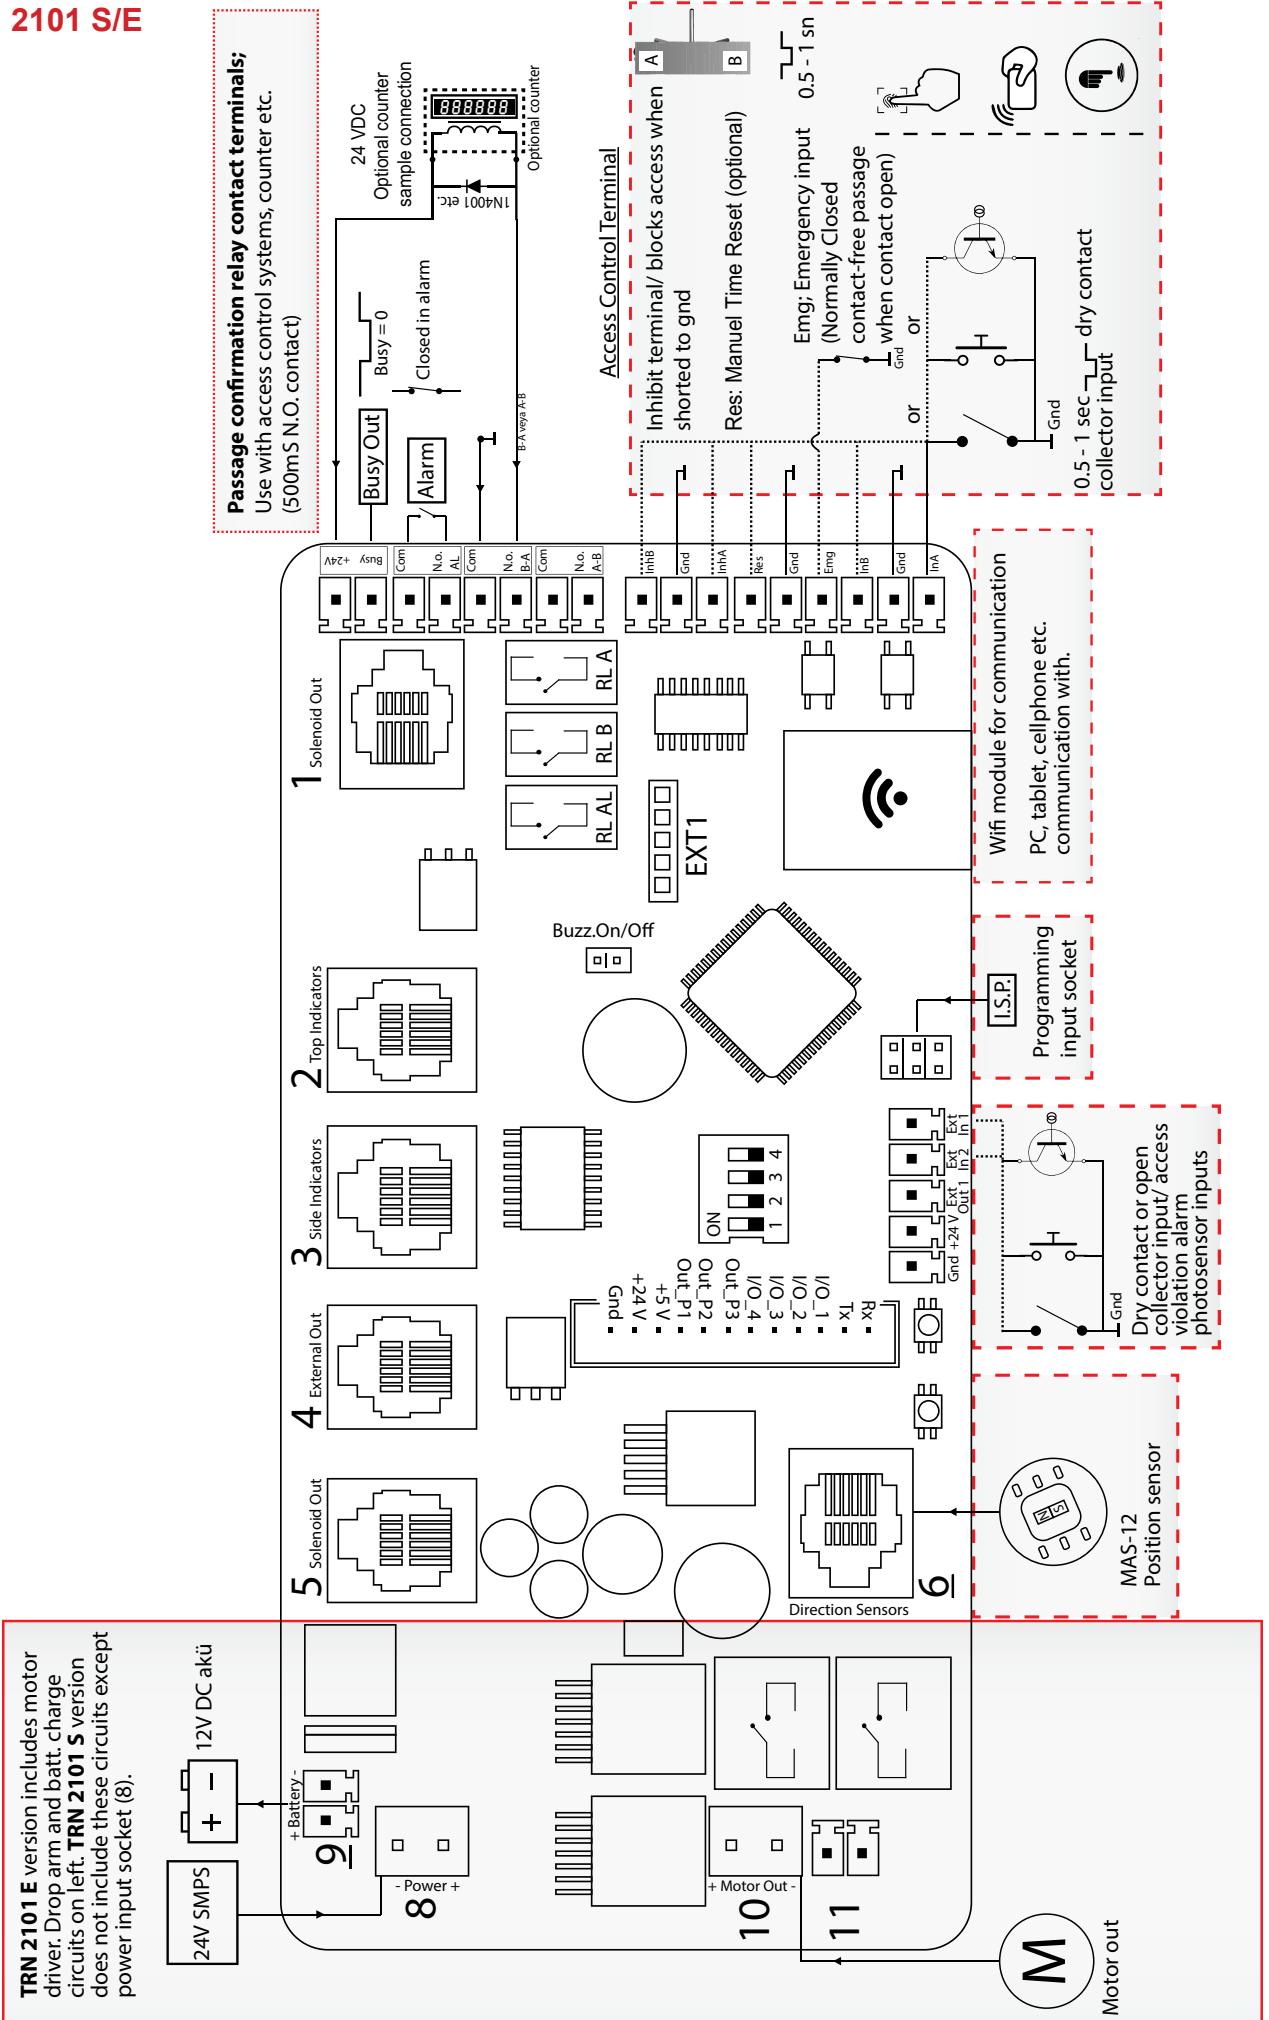 2101 S/E
Passage confirmation relay contact terminals;
Use with access control systems, counter etc.
(500mS N.O. contact)
24 VDC
Optional counter
sample connection
888888
Optional counter
1N4001 etc.
Busy = 0
Closed in alarm
Busy Out
Alarm
B-A veya A-B
Access Control Terminal
Inhibit terminal/ blocks access when
shorted to gnd
Res: Manuel Time Reset (optional)
Emg; Emergency input
(Normally Closed
contact-free passage
when contact open)
A
B
0.5 - 1 sn
Gnd
or
or
Gnd
0.5 - 1 sec
dry contact
collector input
+24V
Busy
Com
N.o.
AL
Com
N.o.
B-A
Com
N.o.
A-B
InhB
Gnd
InhA
Res
Gnd
Emg
InB
Gnd
InA
1
Solenoid Out
RL A
RL B
RL AL
EXT1
Wifi module for communication
PC, tablet, cellphone etc.
communication with.
Buzz.On/Off
2
Top Indicators
3
Side Indicators
4
External Out
5
Solenoid Out
I.S.P.
Programming
input socket
ON
1 2 3 4
Ext
In 1
Ext
In 2
Ext
Out 1
+24 V
Gnd
Gnd
Dry contact or open
collector input/ access
violation alarm
photosensor inputs
Gnd
+24 V
+5 V
Out_P1
Out_P2
Out_P3
I/O_4
I/O_3
I/O_2
I/O_1
Tx
Rx
6
Direction Sensors
S
N
MAS-12
Position sensor
TRN 2101 E version includes motor
driver. Drop arm and batt. charge
circuits on left. TRN 2101 S version
does not include these circuits except
power input socket (8).
12V DC akü
+ -
24V SMPS
+ Battery -
9
- Power +
8
+ Motor Out -
10
11
M
Motor out